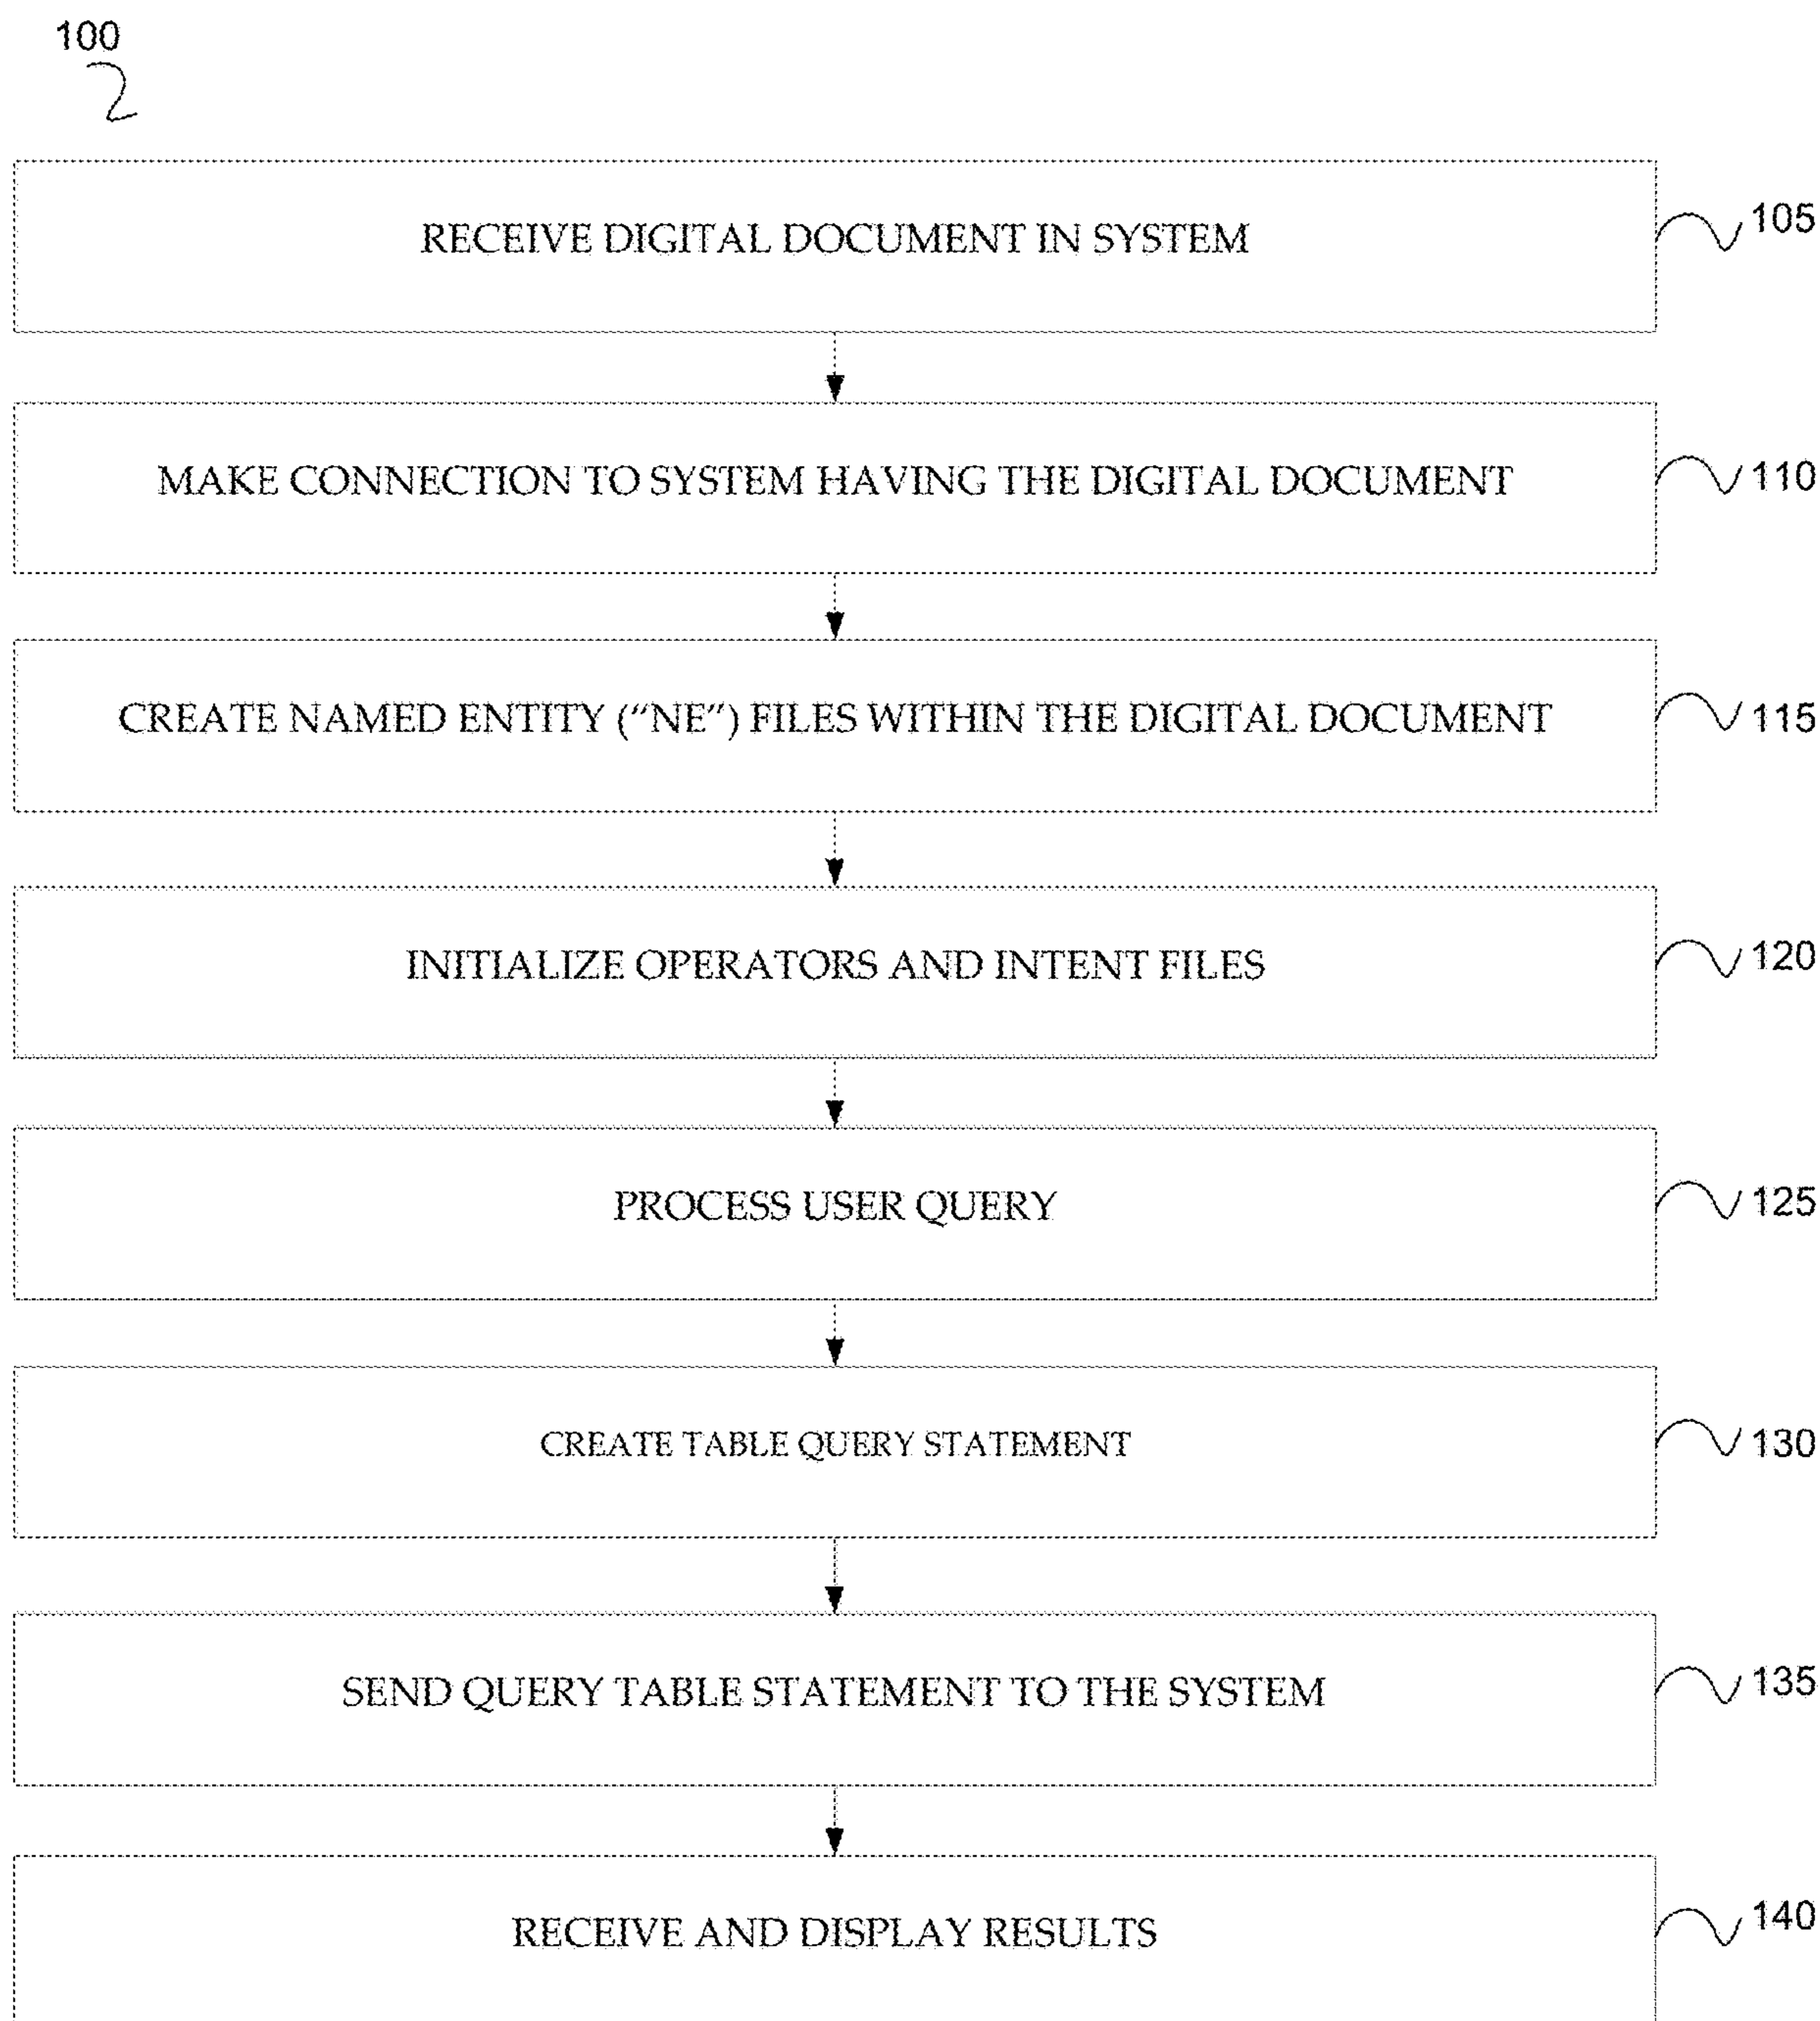 100
RECEIVE DIGITAL DOCUMENT IN SYSTEM
105
MAKE CONNECTION TO SYSTEM HAVING THE DIGITAL DOCUMENT
110
CREATE NAMED ENTITY (“NE”) FILES WITHIN THE DIGITAL DOCUMENT
115
INITIALIZE OPERATORS AND INTENT FILES
120
PROCESS USER QUERY
125
CREATE TABLE QUERY STATEMENT
130
SEND QUERY TABLE STATEMENT TO THE SYSTEM
135
RECEIVE AND DISPLAY RESULTS
140